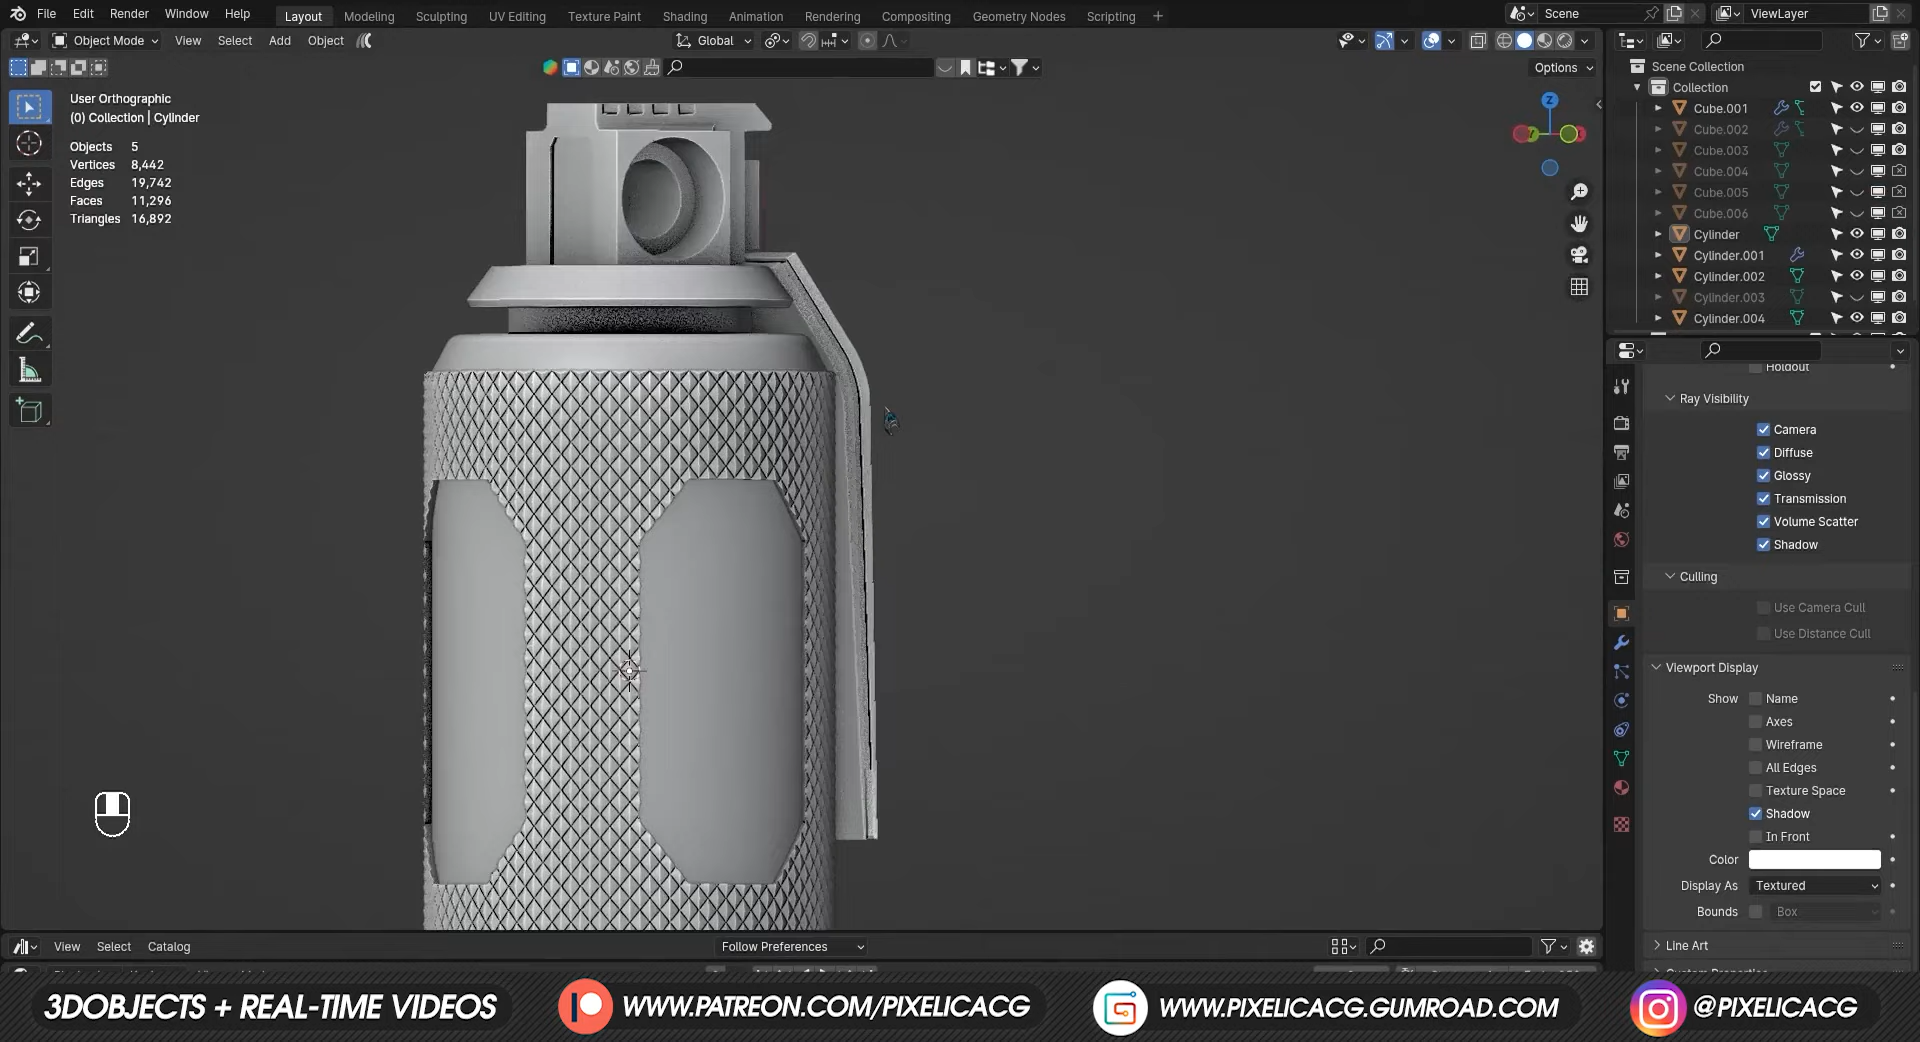 File Edit Render Window Help
Layout Modeling Sculpting UV Editing Texture Paint Shading Animation Rendering Compositing Geometry Nodes Scripting +
Scene
ViewLayer
Object Mode View Select Add Object
Global
Options
User Orthographic
(0) Collection | Cylinder
Objects 5
Vertices 8,442
Edges 19,742
Faces 11,296
Triangles 16,892
Z
Scene Collection
Collection
Cube.001
Cube.002
Cube.003
Cube.004
Cube.005
Cube.006
Cylinder
Cylinder.001
Cylinder.002
Cylinder.003
Cylinder.004
Holdout
Ray Visibility
Camera
Diffuse
Glossy
Transmission
Volume Scatter
Shadow
Culling
Use Camera Cull
Use Distance Cull
Viewport Display
Show Name
Axes
Wireframe
All Edges
Texture Space
Shadow
In Front
Color
Display As Textured
Bounds Box
Line Art
View Select Catalog
Follow Preferences
3DOBJECTS + REAL-TIME VIDEOS
WWW.PATREON.COM/PIXELICACG
WWW.PIXELICACG.GUMROAD.COM
@PIXELICACG